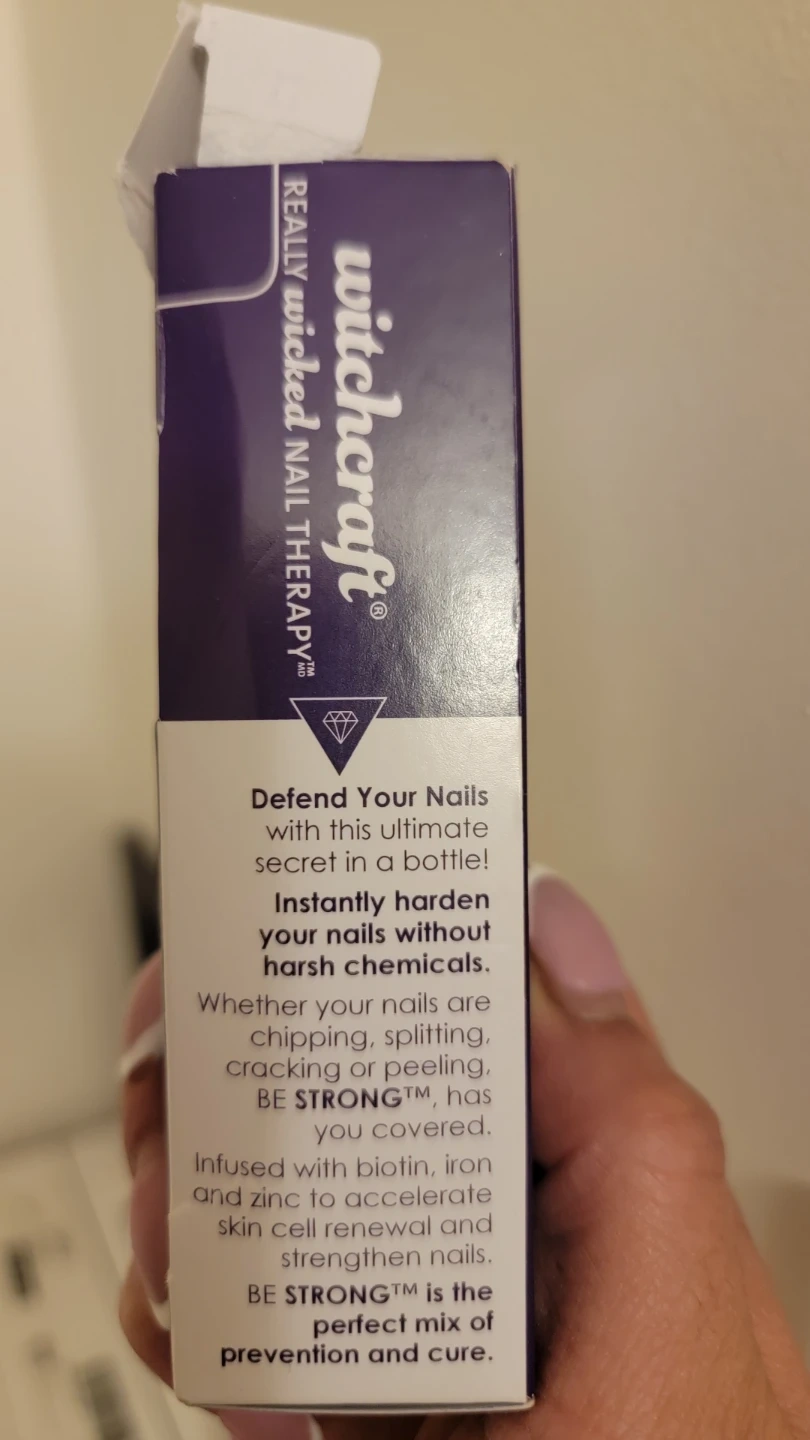 witchcraft®
REALLY wicked NAIL THERAPY™ MD
Defend Your Nails
with this ultimate
secret in a bottle!
Instantly harden
your nails without
harsh chemicals.
Whether your nails are
chipping, splitting,
cracking or peeling,
BE STRONG™, has
you covered.
Infused with biotin, iron
and zinc to accelerate
skin cell renewal and
strengthen nails.
BE STRONG™ is the
perfect mix of
prevention and cure.